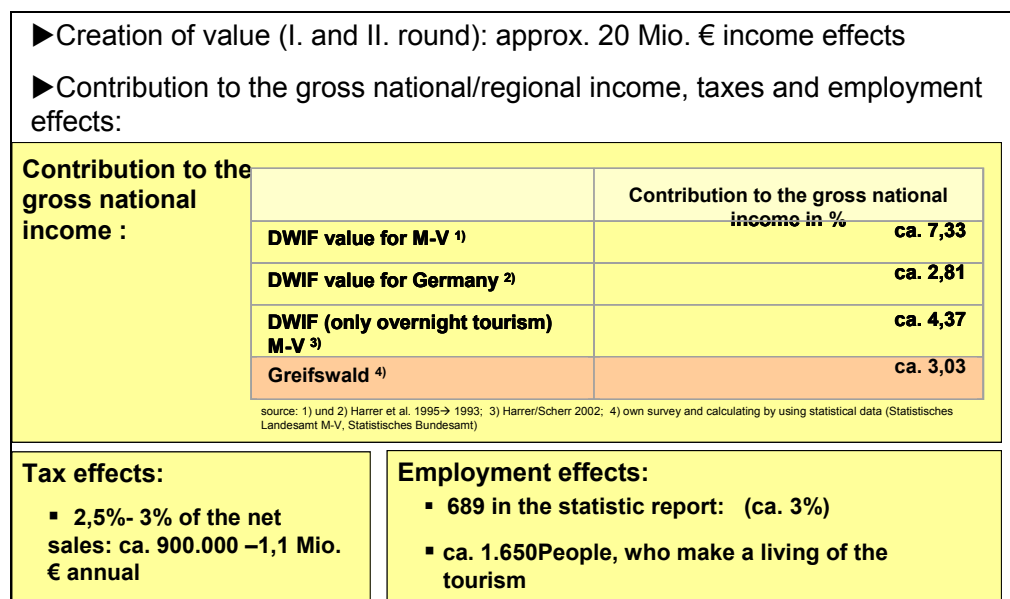 ▶Creation of value (I. and II. round): approx. 20 Mio. € income effects
▶Contribution to the gross national/regional income, taxes and employment
effects:
Contribution to the
gross national
income :
Contribution to the gross national
income in %
DWIF value for M-V 1)
ca. 7,33
DWIF value for Germany 2)
ca. 2,81
DWIF (only overnight tourism)
M-V 3)
ca. 4,37
Greifswald 4)
ca. 3,03
source: 1) und 2) Harrer et al. 1995→ 1993; 3) Harrer/Scherr 2002; 4) own survey and calculating by using statistical data (Statistisches
Landesamt M-V, Statistisches Bundesamt)
Tax effects:
▪ 2,5%- 3% of the net
sales: ca. 900.000 –1,1 Mio.
€ annual
Employment effects:
▪ 689 in the statistic report: (ca. 3%)
▪ ca. 1.650People, who make a living of the
tourism